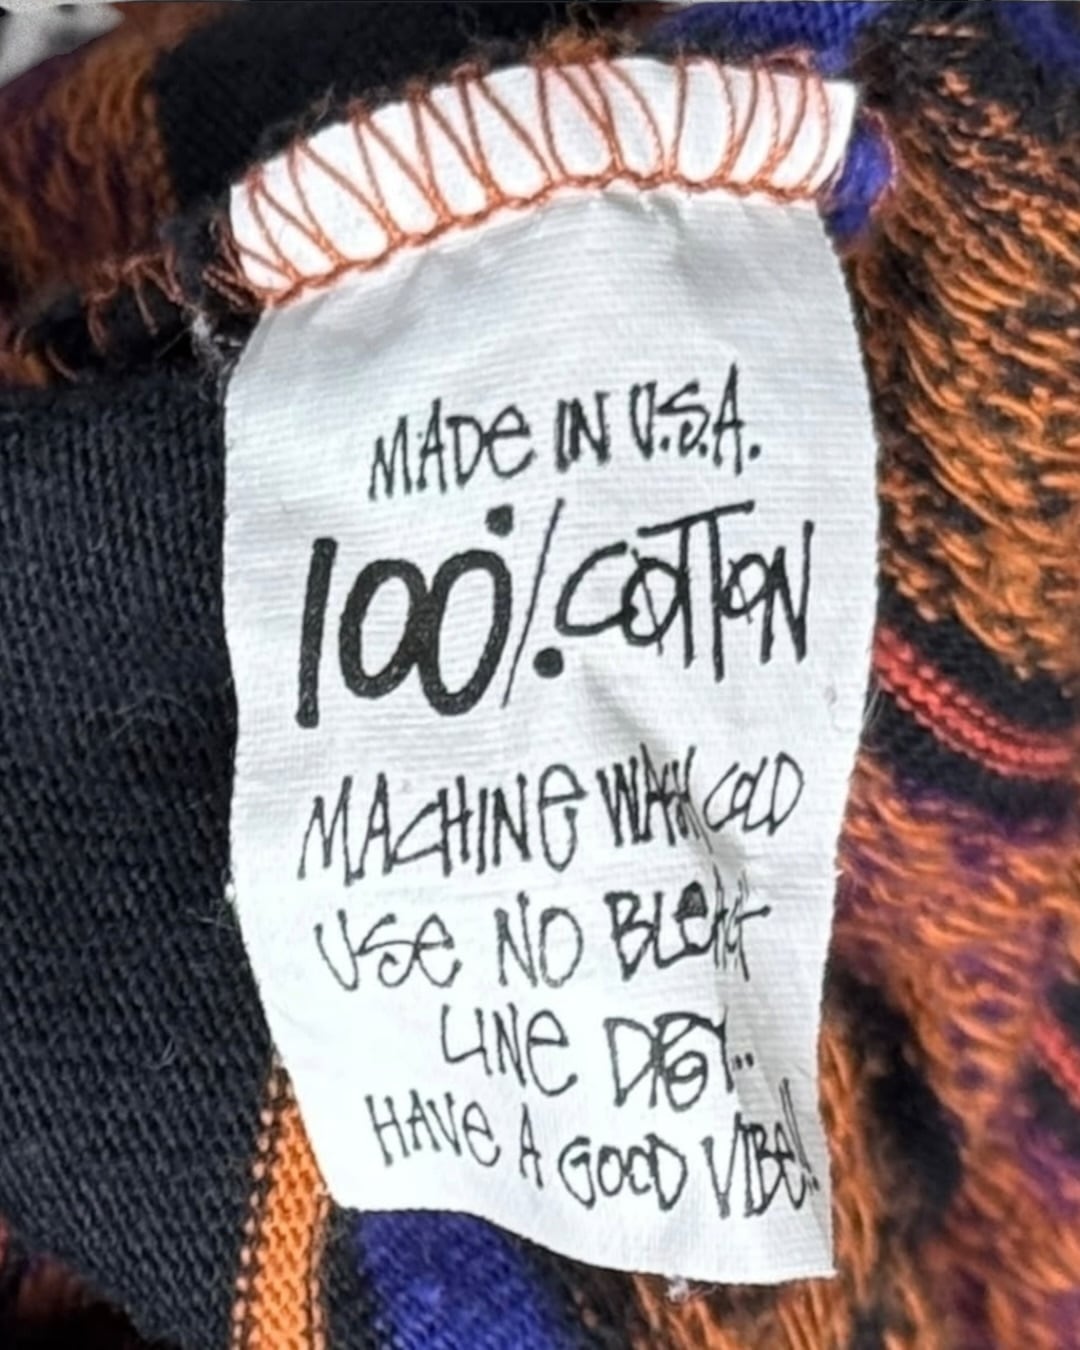 MADE IN U.S.A.
100% COTTON
MACHINE WASH COLD
USE NO BLEACH
LINE DRY..
HAVE A GOOD VIBE!!